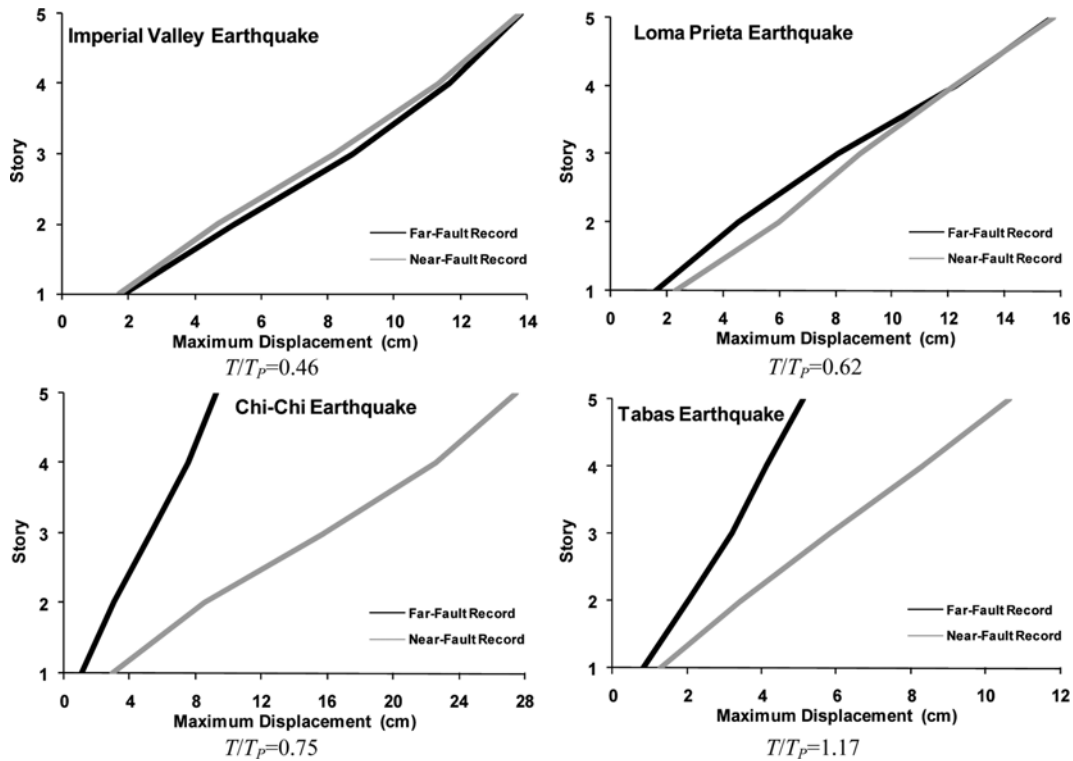 Imperial Valley Earthquake
5
4
3
2
1
Story
Far-Fault Record
Near-Fault Record
0 2 4 6 8 10 12 14
Maximum Displacement (cm)
T/T_P=0.46
Loma Prieta Earthquake
5
4
3
2
1
Story
Far-Fault Record
Near-Fault Record
0 2 4 6 8 10 12 14 16
Maximum Displacement (cm)
T/T_P=0.62
Chi-Chi Earthquake
5
4
3
2
1
Story
Far-Fault Record
Near-Fault Record
0 4 8 12 16 20 24 28
Maximum Displacement (cm)
T/T_P=0.75
Tabas Earthquake
5
4
3
2
1
Story
Far-Fault Record
Near-Fault Record
0 2 4 6 8 10 12
Maximum Displacement (cm)
T/T_P=1.17